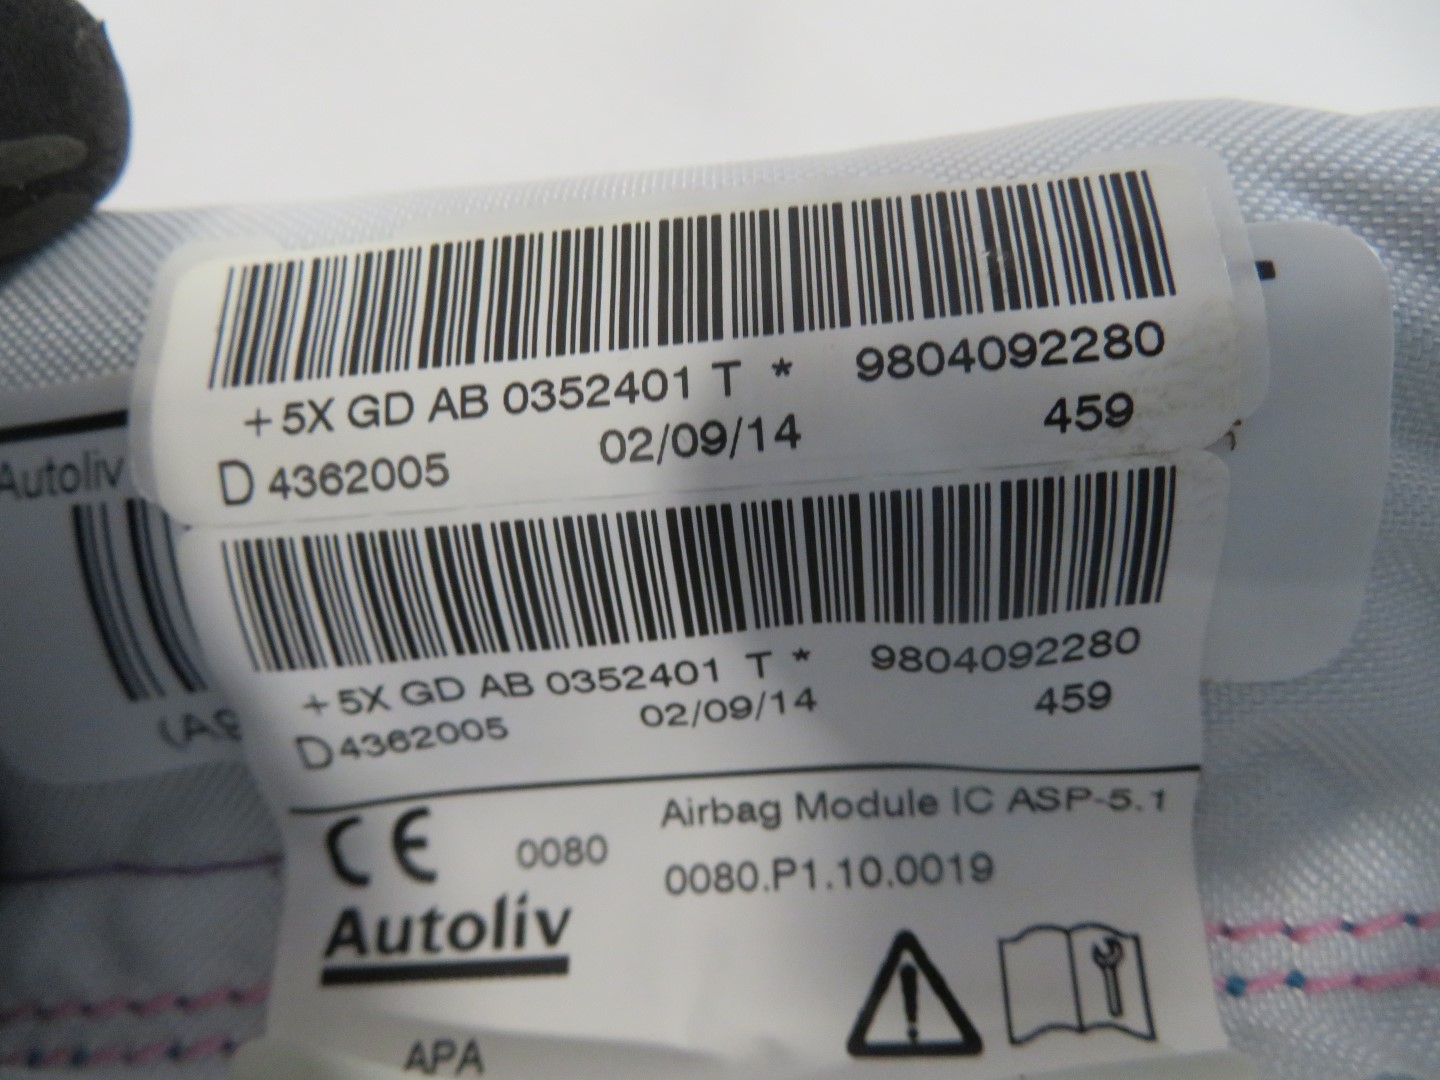 +5X GD AB 0352401 T * 9804092280
D 4362005 02/09/14 459
Autoliv
+5X GD AB 0352401 T * 9804092280
D 4362005 02/09/14 459
CE 0080 Airbag Module IC ASP-5.1
0080.P1.10.0019
Autoliv
APA